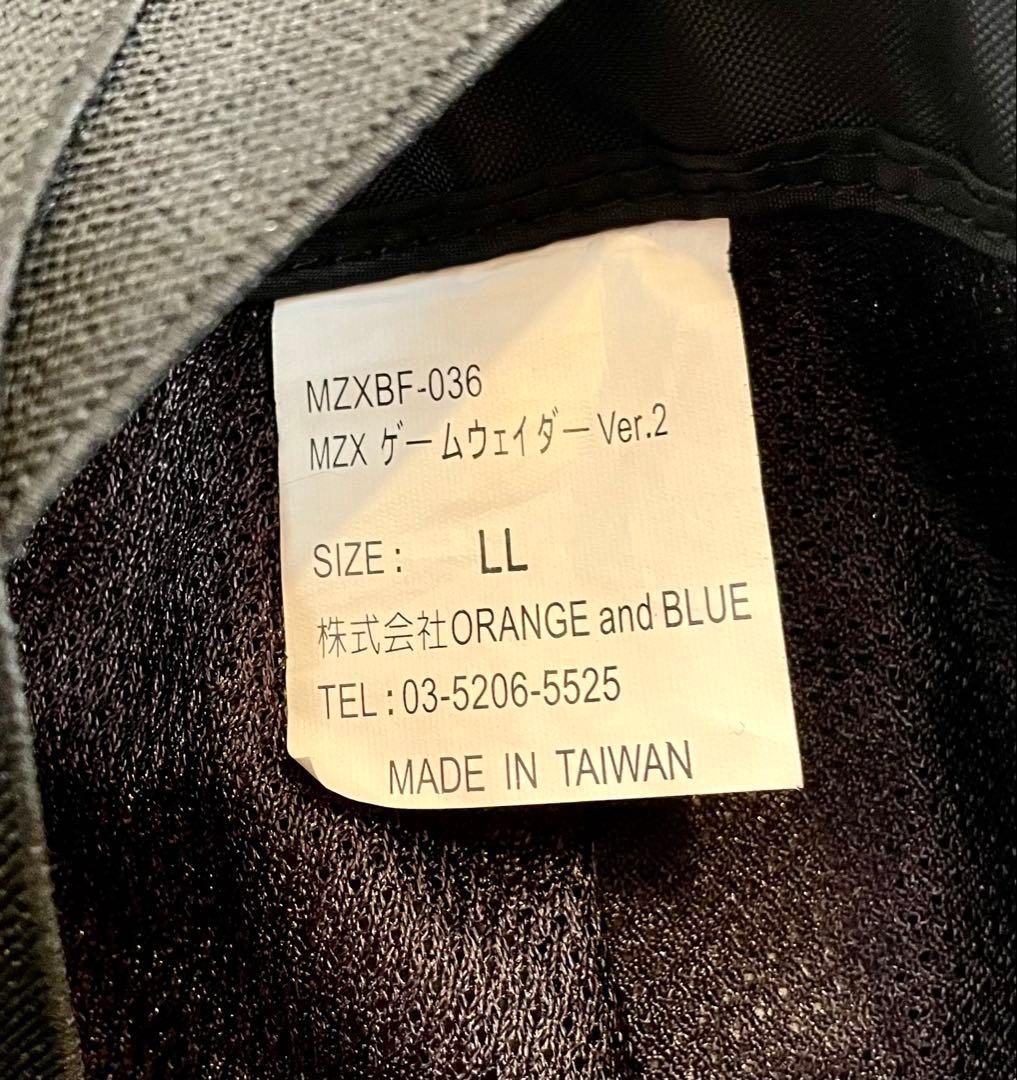 MZXBF-036
MZX ゲームウェイダー Ver.2
SIZE : LL
株式会社ORANGE and BLUE
TEL : 03-5206-5525
MADE IN TAIWAN